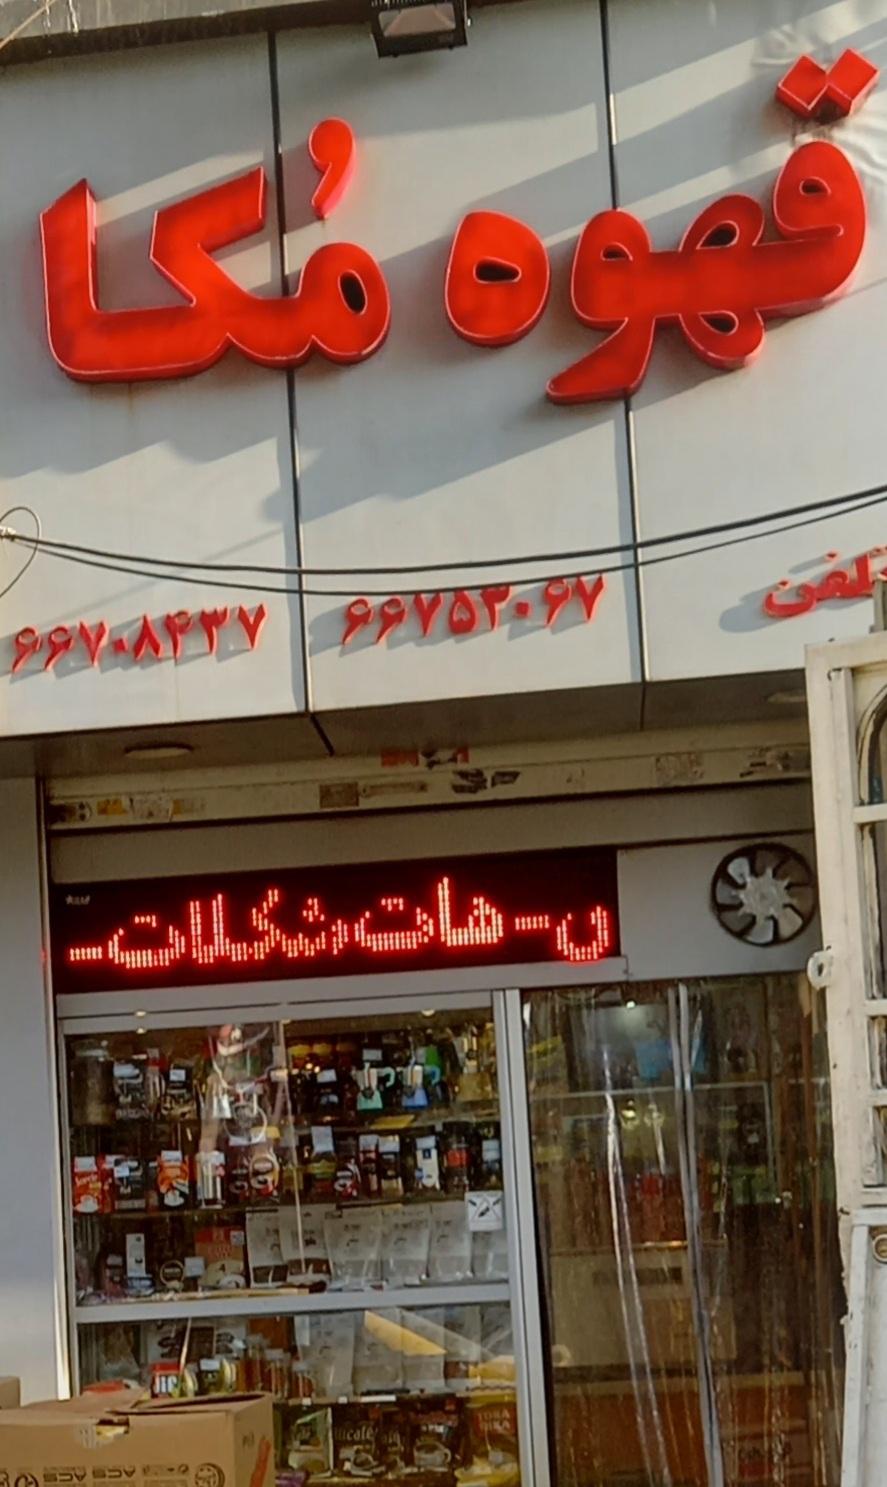 قهوه مُکا
تلفن ۶۶۷۵۳۰۶۷ ۶۶۷۰۸۴۳۷
ن - هات شکلات -